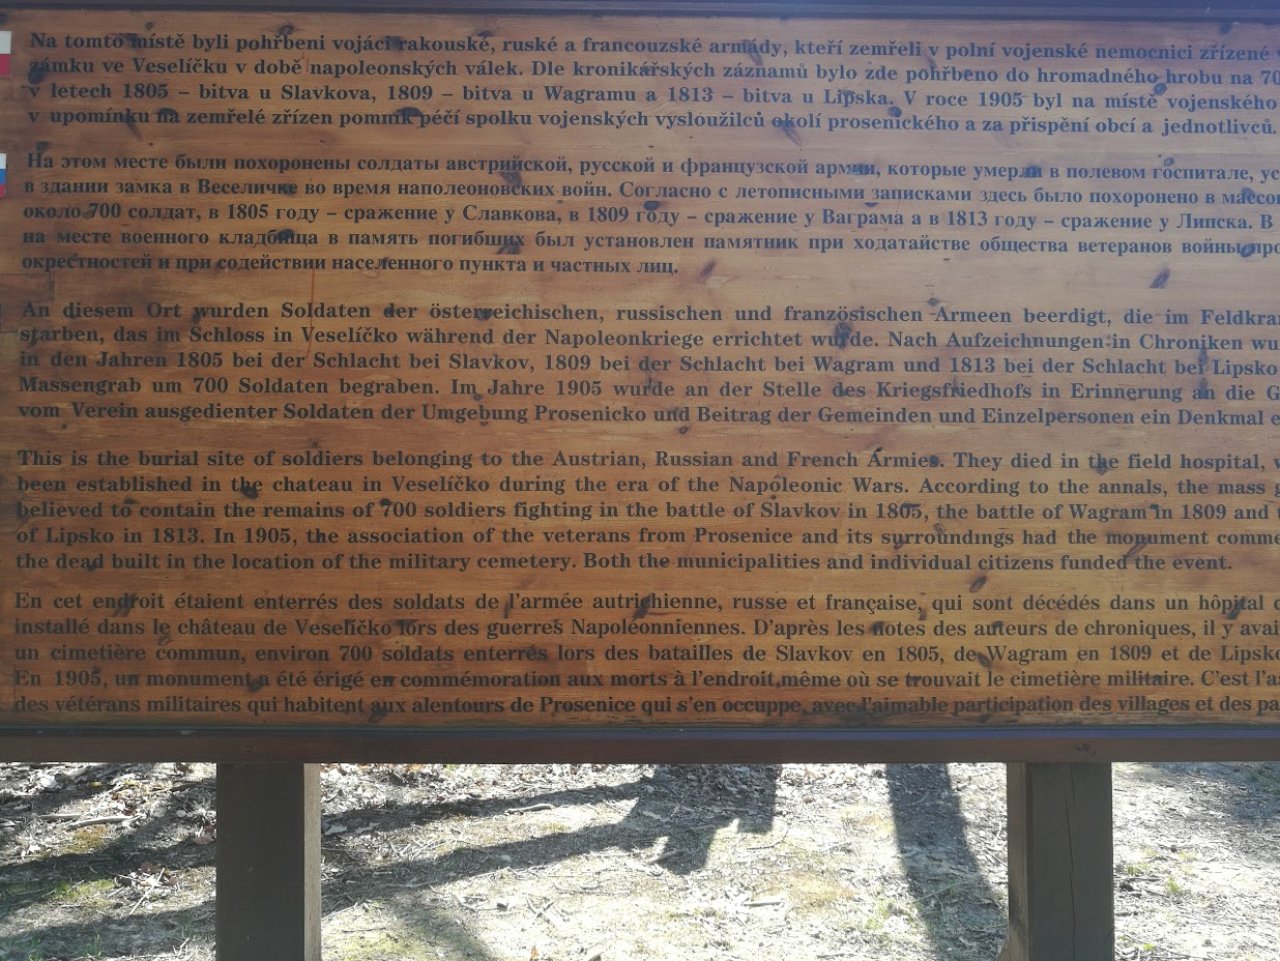 Na tomto místě byli pohřbeni vojáci rakouské, ruské a francouzské armády, kteří zemřeli v polní vojenské nemocnici zřízené
zámku ve Veselíčku v době napoleonských válek. Dle kronikářských záznamů bylo zde pohřbeno do hromadného hrobu na 70
v letech 1805 – bitva u Slavkova, 1809 – bitva u Wagramu a 1813 – bitva u Lipska. V roce 1905 byl na místě vojenského
v upomínku na zemřelé zřízen pomník péčí spolku vojenských vysloužilců okolí prosenického a za přispění obcí a jednotlivců.
На этом месте были похоронены солдаты австрийской, русской и французской армии, которые умерли в полевом госпитале, ус
в здании замка в Веселичке во время наполеоновских войн. Согласно с летописными записками здесь было похоронено в массо
около 700 солдат, в 1805 году – сражение у Славкова, в 1809 году – сражение у Ваграма а в 1813 году – сражение у Липска. В
на месте военного кладбища в память погибших был установлен памятник при ходатайстве общества ветеранов войны про
окрестностей и при содействии населенного пункта и частных лиц.
An diesem Ort wurden Soldaten der österreichischen, russischen und französischen Armeen beerdigt, die im Feldkra
starben, das im Schloss in Veselíčko während der Napoleonkriege errichtet wurde. Nach Aufzeichnungen in Chroniken wu
in den Jahren 1805 bei der Schlacht bei Slavkov, 1809 bei der Schlacht bei Wagram und 1813 bei der Schlacht bei Lipsko
Massengrab um 700 Soldaten begraben. Im Jahre 1905 wurde an der Stelle des Kriegsfriedhofs in Erinnerung an die G
vom Verein ausgedienter Soldaten der Umgebung Prosenicko und Beitrag der Gemeinden und Einzelpersonen ein Denkmal e
This is the burial site of soldiers belonging to the Austrian, Russian and French Armies. They died in the field hospital, w
been established in the chateau in Veselíčko during the era of the Napoleonic Wars. According to the annals, the mass g
believed to contain the remains of 700 soldiers fighting in the battle of Slavkov in 1805, the battle of Wagram in 1809 and t
of Lipsko in 1813. In 1905, the association of the veterans from Prosenice and its surroundings had the monument comme
the dead built in the location of the military cemetery. Both the municipalities and individual citizens funded the event.
En cet endroit étaient enterrés des soldats de l'armée autrichienne, russe et française, qui sont décédés dans un hôpital
installé dans le château de Veselíčko lors des guerres Napoléonniennes. D'après les notes des auteurs de chroniques, il y avai
un cimetière commun, environ 700 soldats enterrés lors des batailles de Slavkov en 1805, de Wagram en 1809 et de Lipsko
En 1905, un monument a été érigé en commémoration aux morts à l'endroit même où se trouvait le cimetière militaire. C'est l'a
des vétérans militaires qui habitent aux alentours de Prosenice qui s'en occuppe, avec l'aimable participation des villages et des pa